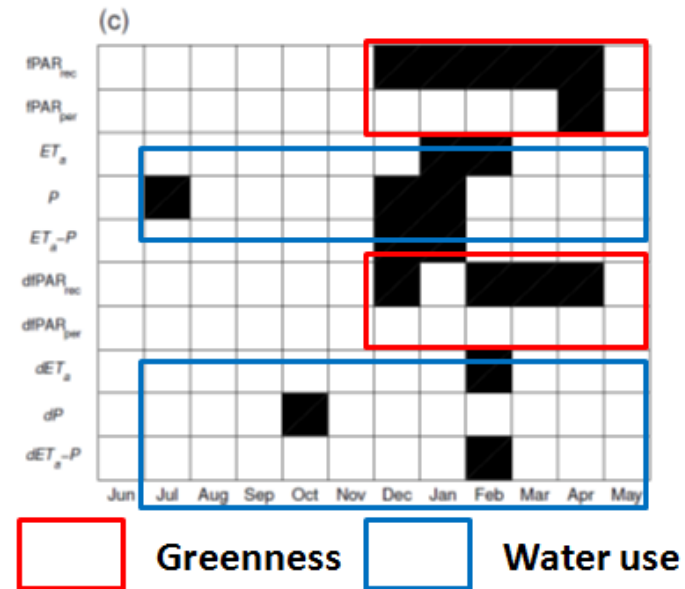 (c)
fPARrec
fPARper
ETa
P
ETa–P
dfPARrec
dfPARper
dETa
dP
dETa–P
Jun Jul Aug Sep Oct Nov Dec Jan Feb Mar Apr May
Greenness Water use